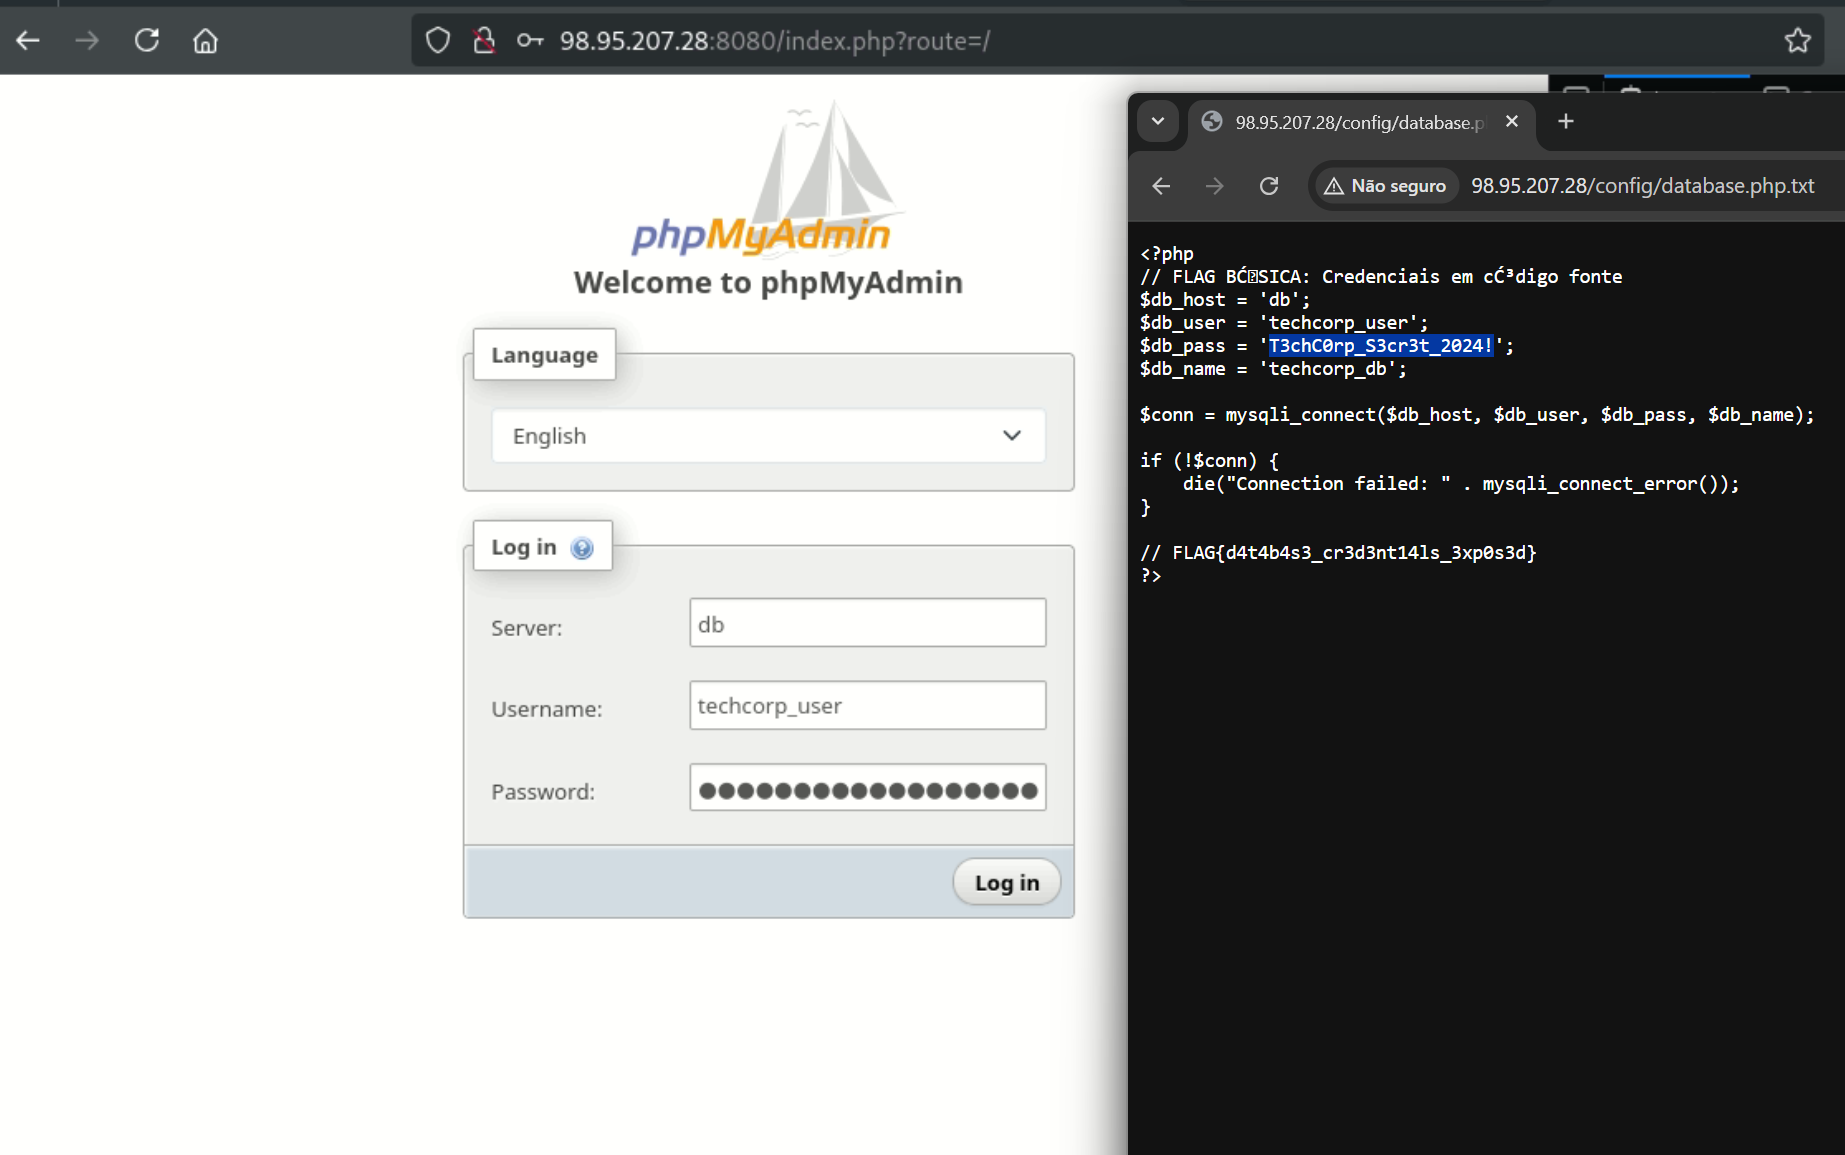 98.95.207.28:8080/index.php?route=/
phpMyAdmin
Welcome to phpMyAdmin
Language
English
Log in
Server:
db
Username:
techcorp_user
Password:
Log in
98.95.207.28/config/database.p
Não seguro
98.95.207.28/config/database.php.txt
<?php
// FLAG BĆSICA: Credenciais em cĆ³digo fonte
$db_host = 'db';
$db_user = 'techcorp_user';
$db_pass = 'T3chC0rp_S3cr3t_2024!';
$db_name = 'techcorp_db';
$conn = mysqli_connect($db_host, $db_user, $db_pass, $db_name);
if (!$conn) {
    die("Connection failed: " . mysqli_connect_error());
}
// FLAG{d4t4b4s3_cr3d3nt14ls_3xp0s3d}
?>